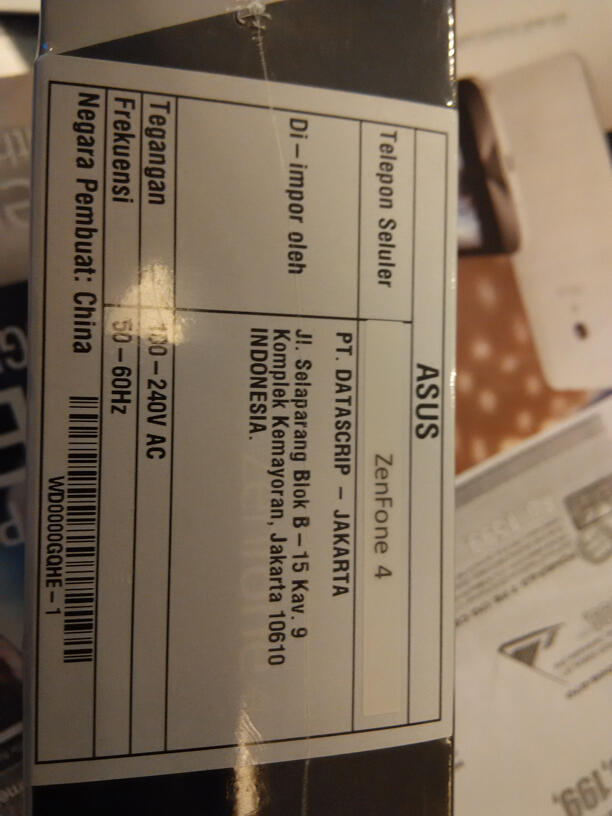 ASUS
Telepon Seluler ZenFone 4
Di-impor oleh PT. DATASCRIP - JAKARTA
Jl. Selaparang Blok B - 15 Kav. 9
Komplek Kemayoran, Jakarta 10610
INDONESIA.
Tegangan 100-240V AC
Frekuensi 50-60Hz
Negara Pembuat: China
WD0000GQHE-1